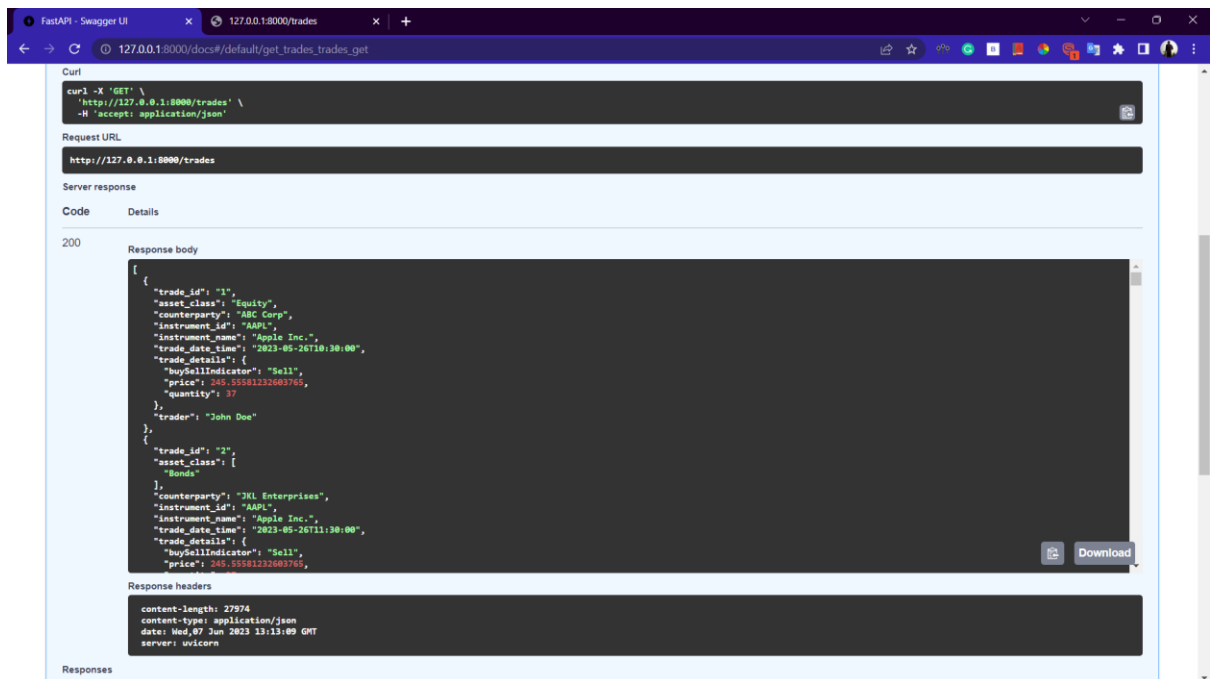 FastAPI - Swagger UI
127.0.0.1:8000/trades
127.0.0.1:8000/docs#/default/get_trades_trades_get
Curl
curl -X 'GET' \
'http://127.0.0.1:8000/trades' \
-H 'accept: application/json'
Request URL
http://127.0.0.1:8000/trades
Server response
Code Details
200
Response body
[
{
"trade_id": "1",
"asset_class": "Equity",
"counterparty": "ABC Corp",
"instrument_id": "AAPL",
"instrument_name": "Apple Inc.",
"trade_date_time": "2023-05-26T10:30:00",
"trade_details": {
"buySellIndicator": "Sell",
"price": 245.55581232603765,
"quantity": 37
},
"trader": "John Doe"
},
{
"trade_id": "2",
"asset_class": [
"Bonds"
],
"counterparty": "JKL Enterprises",
"instrument_id": "AAPL",
"instrument_name": "Apple Inc.",
"trade_date_time": "2023-05-26T11:30:00",
"trade_details": {
"buySellIndicator": "Sell",
"price": 245.55581232603765,
Download
Response headers
content-length: 27974
content-type: application/json
date: Wed,07 Jun 2023 13:13:09 GMT
server: uvicorn
Responses